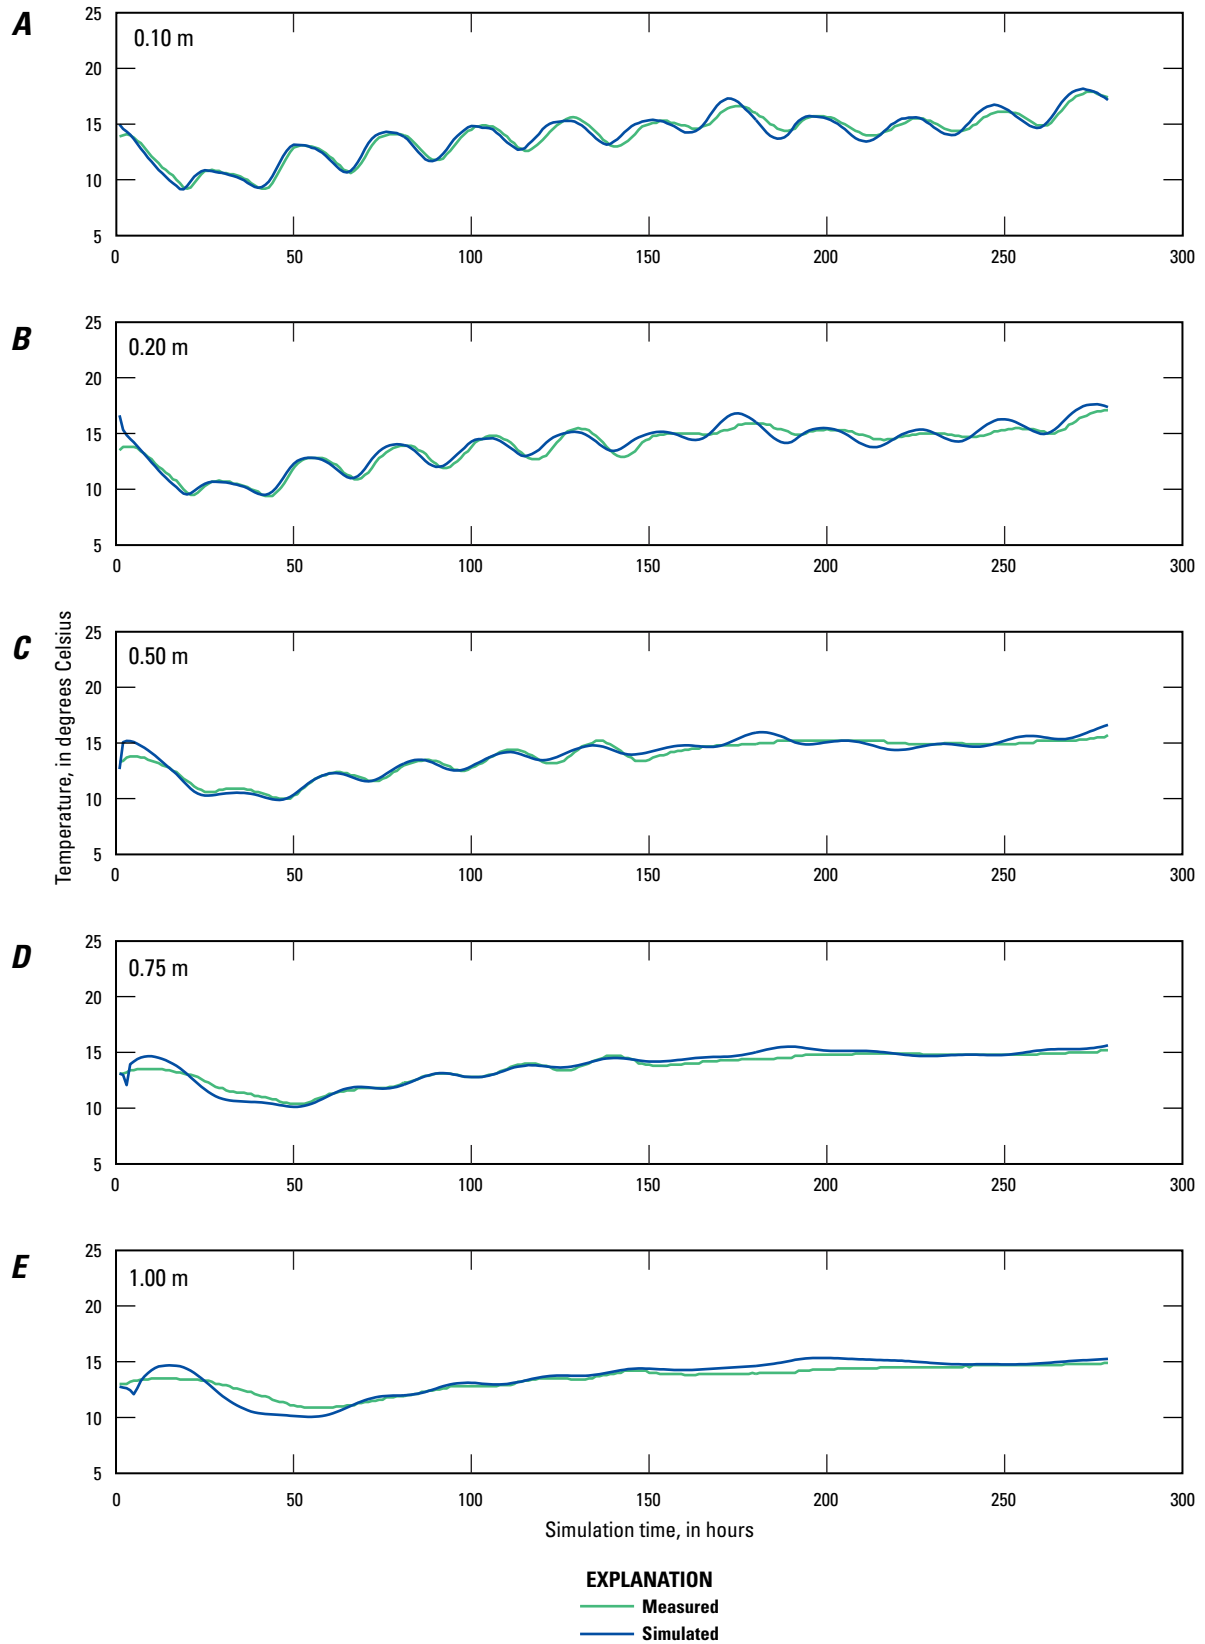 A
0.10 m
25
20
15
10
5
0 50 100 150 200 250 300
B
0.20 m
25
20
15
10
5
0 50 100 150 200 250 300
Temperature, in degrees Celsius
C
0.50 m
25
20
15
10
5
0 50 100 150 200 250 300
D
0.75 m
25
20
15
10
5
0 50 100 150 200 250 300
E
1.00 m
25
20
15
10
5
0 50 100 150 200 250 300
Simulation time, in hours
EXPLANATION
Measured
Simulated